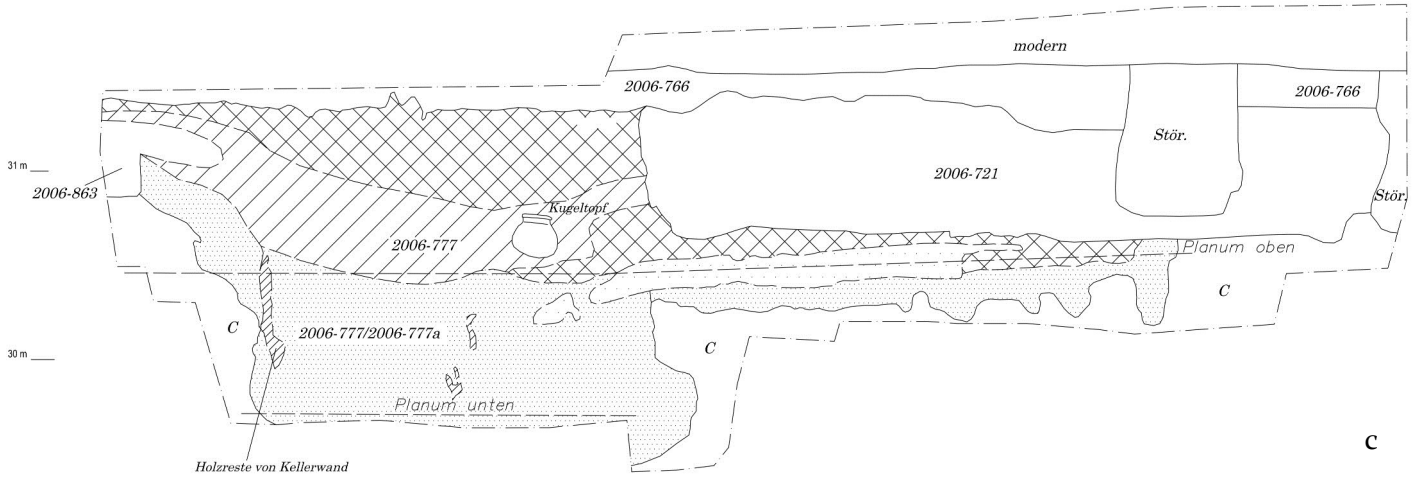 modern
2006-766
2006-766
Stör.
31 m
2006-721
2006-863
Stör.
Kugeltopf
2006-777
Planum oben
C
C
2006-777/2006-777a
C
30 m
Planum unten
c
Holzreste von Kellerwand